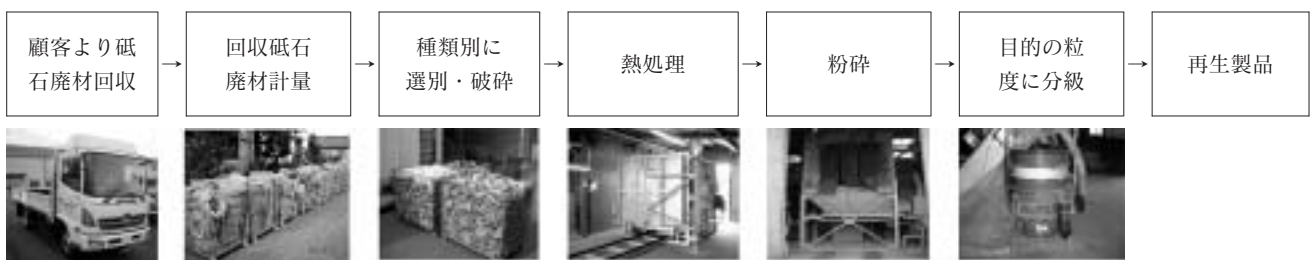 顧客より砥
石廃材回収
→
回収砥石
廃材計量
→
種類別に
選別・破砕
→
熱処理
→
粉砕
→
目的の粒
度に分級
→
再生製品